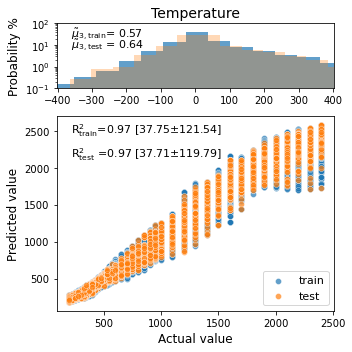 Temperature
Probability %
10²
10¹
10⁰
10⁻¹
μ̃₃, train = 0.57
μ̃₃, test = 0.64
−400 −300 −200 −100 0 100 200 300 400
Predicted value
2500
2000
1500
1000
500
R²train=0.97 [37.75±121.54]
R²test =0.97 [37.71±119.79]
train
test
500 1000 1500 2000 2500
Actual value